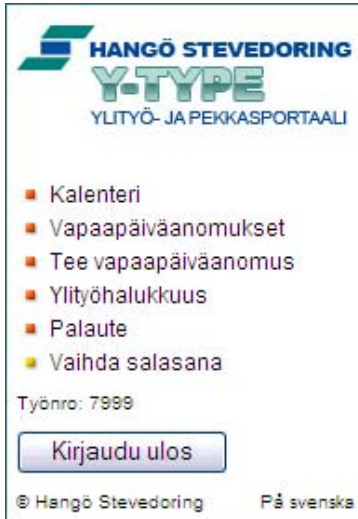 HANGÖ STEVEDORING
Y-TYPE
YLITYÖ- JA PEKKASPORTAALI
Kalenteri
Vapaapäiväanomukset
Tee vapaapäiväanomus
Ylityöhalukkuus
Palaute
Vaihda salasana
Työnro: 7999
Kirjaudu ulos
© Hangö Stevedoring På svenska